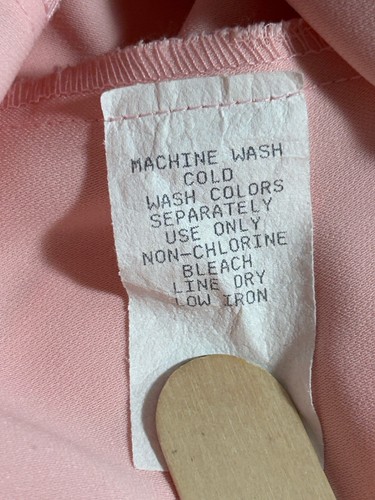 MACHINE WASH
COLD
WASH COLORS
SEPARATELY
USE ONLY
NON-CHLORINE
BLEACH
LINE DRY
LOW IRON